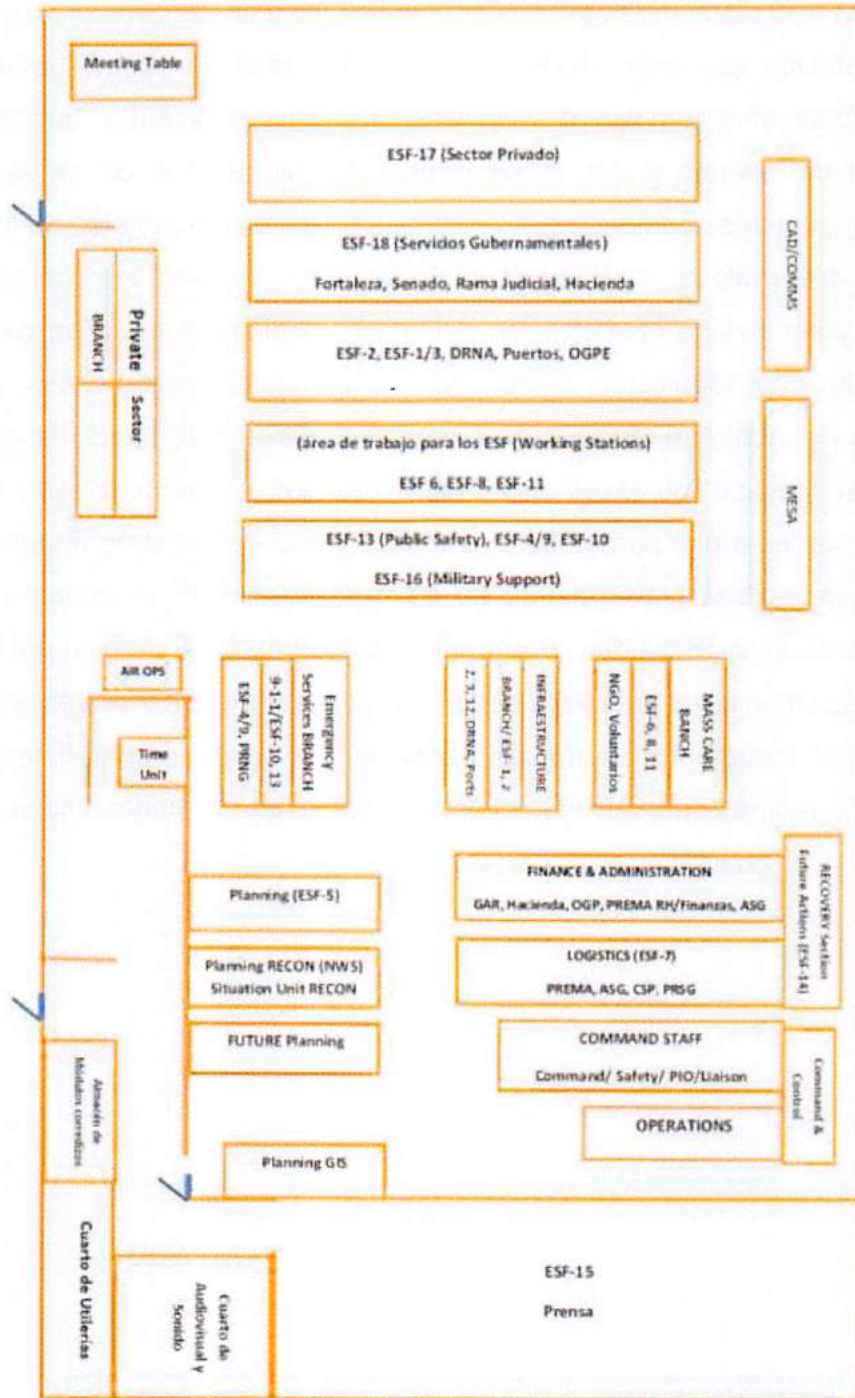 Meeting Table
ESF-17 (Sector Privado)
CAD/COMMS
ESF-18 (Servicios Gubernamentales)
Fortaleza, Senado, Rama Judicial, Hacienda
Private Sector
BRANCH
ESF-2, ESF-1/3, DRNA, Puertos, OGPE
(área de trabajo para los ESF (Working Stations)
ESF 6, ESF-8, ESF-11
MESA
ESF-13 (Public Safety), ESF-4/9, ESF-10
ESF-16 (Military Support)
AIR OPS
Time
Unit
Emergency
Services BRANCH
9-1-1/ESF-10, 13
ESF-4/9, PRNG
INFRAESTRUCTURE
BRANCH/ ESF-1, 2
2, 3, 12, DRNA, Ports
MASS CARE
BANCH
ESF-6, 8, 11
NGO, Voluntarios
Planning (ESF-5)
FINANCE & ADMINISTRATION
GAR, Hacienda, OGP, PREMA RH/Finanzas, ASG
RECOVERY Section
Future Actions (ESF-14)
Planning RECON (NWS)
Situation Unit RECON
LOGISTICS (ESF-7)
PREMA, ASG, CSP, PRSG
FUTURE Planning
COMMAND STAFF
Command/ Safety/ PIO/Liaison
Command &
Control
OPERATIONS
Almacén de
Módulos corredizos
Planning GIS
Cuarto de Utilerías
Cuarto de
Audiovisual y
Sonido
ESF-15
Prensa